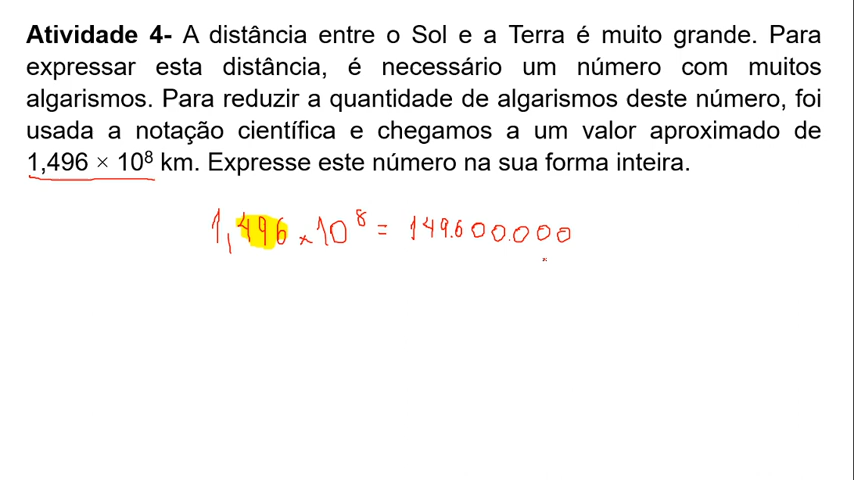 Atividade 4- A distância entre o Sol e a Terra é muito grande. Para
expressar esta distância, é necessário um número com muitos
algarismos. Para reduzir a quantidade de algarismos deste número, foi
usada a notação científica e chegamos a um valor aproximado de
1,496 × 10⁸ km. Expresse este número na sua forma inteira.
1,496 × 10⁸ = 149.600.000